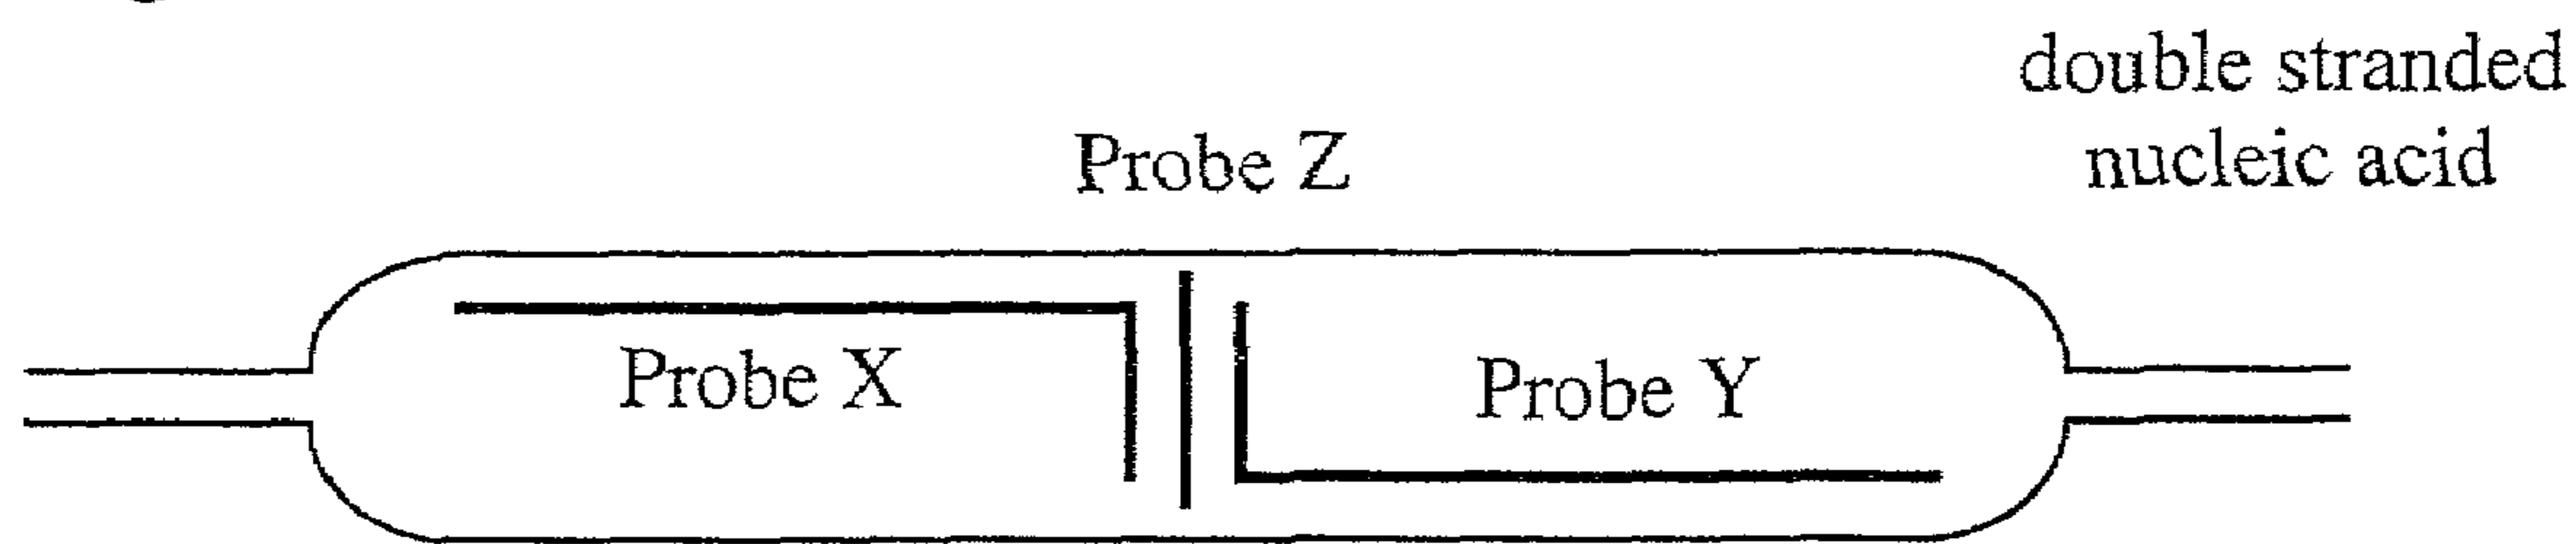 double stranded
nucleic acid
Probe Z
Probe X
Probe Y